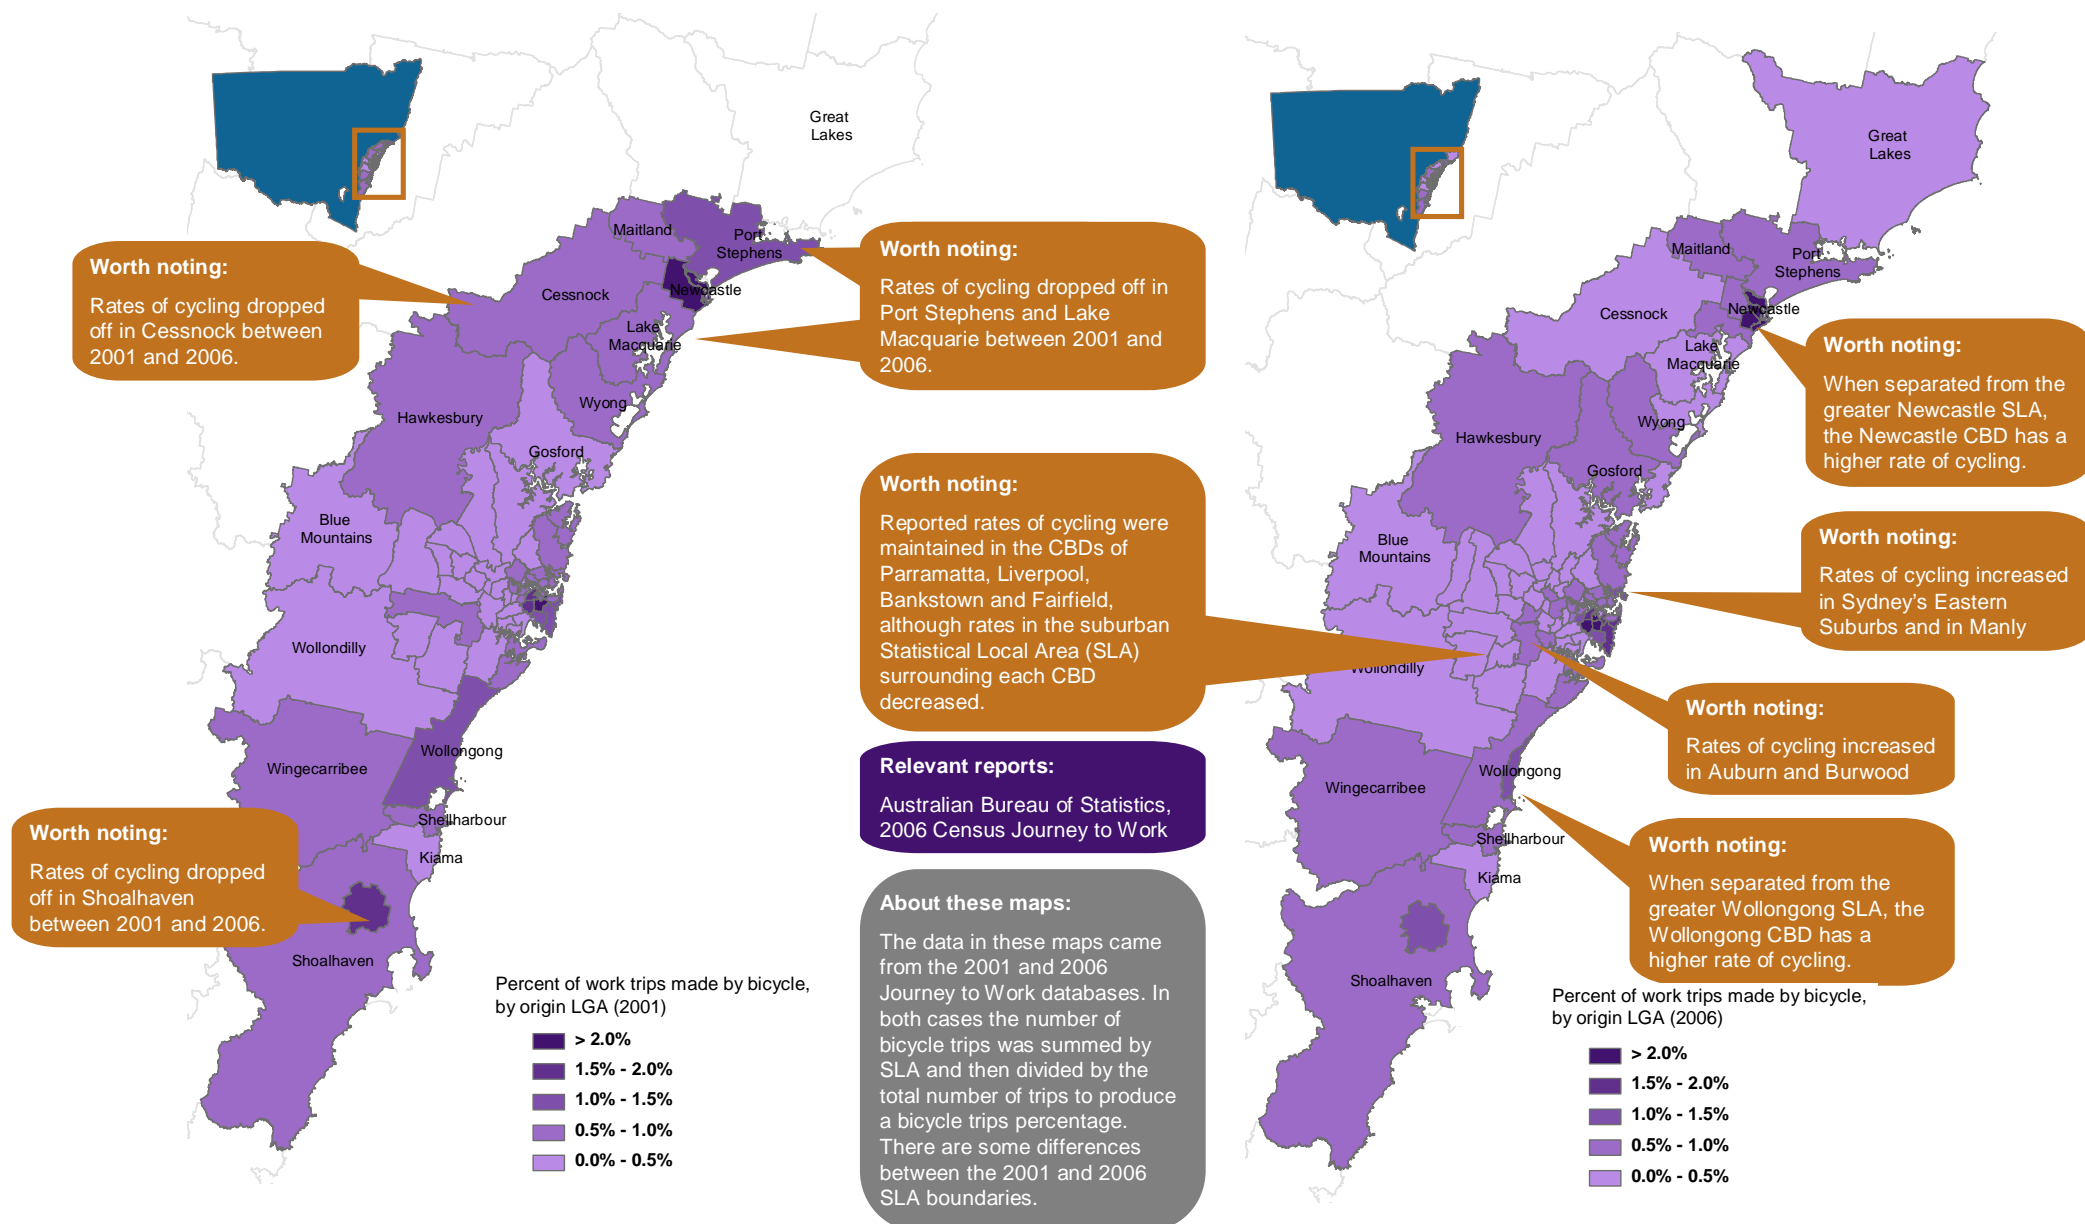 Great
Lakes
Maitland
Port
Stephens
Newcastle
Cessnock
Lake
Macquarie
Wyong
Hawkesbury
Gosford
Blue
Mountains
Wollondilly
Wollongong
Wingecarribee
Shellharbour
Kiama
Shoalhaven
Worth noting:
Rates of cycling dropped
off in Cessnock between
2001 and 2006.
Worth noting:
Rates of cycling dropped
off in Shoalhaven
between 2001 and 2006.
Percent of work trips made by bicycle,
by origin LGA (2001)
> 2.0%
1.5% - 2.0%
1.0% - 1.5%
0.5% - 1.0%
0.0% - 0.5%
Worth noting:
Rates of cycling dropped off in
Port Stephens and Lake
Macquarie between 2001 and
2006.
Worth noting:
Reported rates of cycling were
maintained in the CBDs of
Parramatta, Liverpool,
Bankstown and Fairfield,
although rates in the suburban
Statistical Local Area (SLA)
surrounding each CBD
decreased.
Relevant reports:
Australian Bureau of Statistics,
2006 Census Journey to Work
About these maps:
The data in these maps came
from the 2001 and 2006
Journey to Work databases. In
both cases the number of
bicycle trips was summed by
SLA and then divided by the
total number of trips to produce
a bicycle trips percentage.
There are some differences
between the 2001 and 2006
SLA boundaries.
Great
Lakes
Maitland
Port
Stephens
Newcastle
Cessnock
Lake
Macquarie
Wyong
Hawkesbury
Gosford
Blue
Mountains
Wollondilly
Wollongong
Wingecarribee
Shellharbour
Kiama
Shoalhaven
Worth noting:
When separated from the
greater Newcastle SLA,
the Newcastle CBD has a
higher rate of cycling.
Worth noting:
Rates of cycling increased
in Sydney's Eastern
Suburbs and in Manly
Worth noting:
Rates of cycling increased
in Auburn and Burwood
Worth noting:
When separated from the
greater Wollongong SLA, the
Wollongong CBD has a
higher rate of cycling.
Percent of work trips made by bicycle,
by origin LGA (2006)
> 2.0%
1.5% - 2.0%
1.0% - 1.5%
0.5% - 1.0%
0.0% - 0.5%